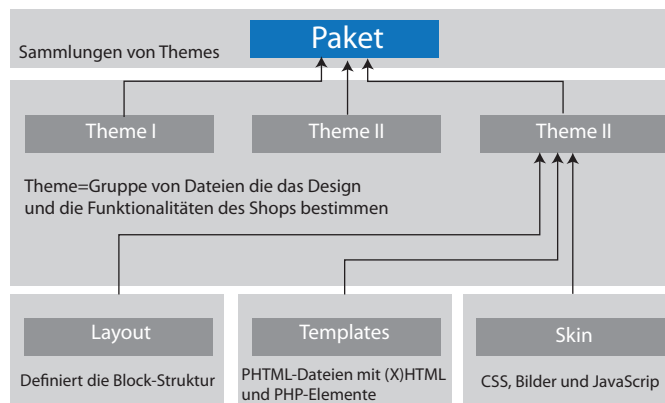 Paket
Sammlungen von Themes
Theme I
Theme II
Theme II
Theme=Gruppe von Dateien die das Design
und die Funktionalitäten des Shops bestimmen
Layout
Templates
Skin
Definiert die Block-Struktur
PHTML-Dateien mit (X)HTML
und PHP-Elemente
CSS, Bilder und JavaScrip